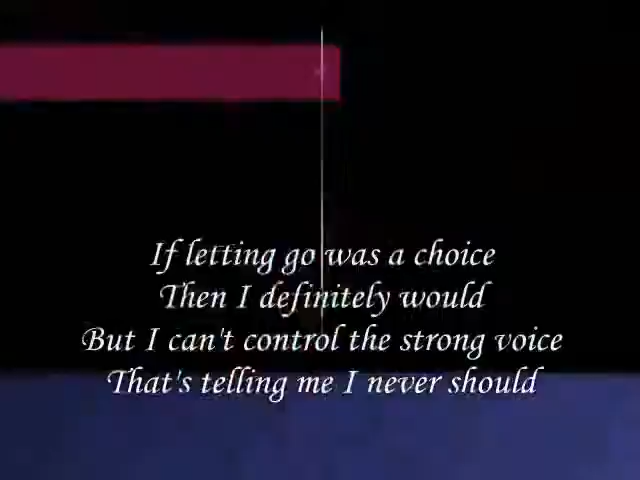 If letting go was a choice
Then I definitely would
But I can't control the strong voice
That's telling me I never should